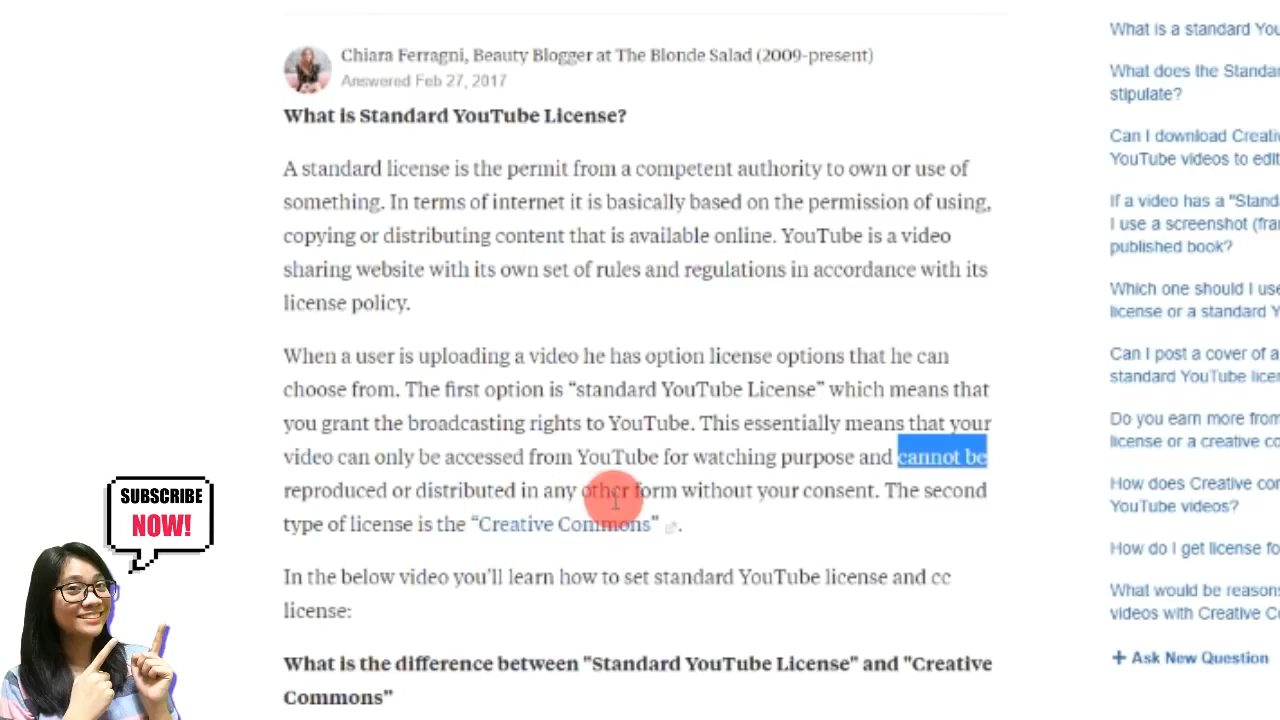 Chiara Ferragni, Beauty Blogger at The Blonde Salad (2009-present)
Answered Feb 27, 2017
What is Standard YouTube License?
A standard license is the permit from a competent authority to own or use of
something. In terms of internet it is basically based on the permission of using,
copying or distributing content that is available online. YouTube is a video
sharing website with its own set of rules and regulations in accordance with its
license policy.
When a user is uploading a video he has option license options that he can
choose from. The first option is “standard YouTube License” which means that
you grant the broadcasting rights to YouTube. This essentially means that your
video can only be accessed from YouTube for watching purpose and cannot be
reproduced or distributed in any other form without your consent. The second
type of license is the “Creative Commons” .
In the below video you'll learn how to set standard YouTube license and cc
license:
What is the difference between "Standard YouTube License" and "Creative
Commons"
What is a standard You
What does the Standar
stipulate?
Can I download Creati
YouTube videos to edit
If a video has a "Stand
I use a screenshot (fra
published book?
Which one should I use
license or a standard Y
Can I post a cover of a
standard YouTube licen
Do you earn more from
license or a creative co
How does Creative con
YouTube videos?
How do I get license fo
What would be reasons
videos with Creative Co
+ Ask New Question
SUBSCRIBE
NOW!